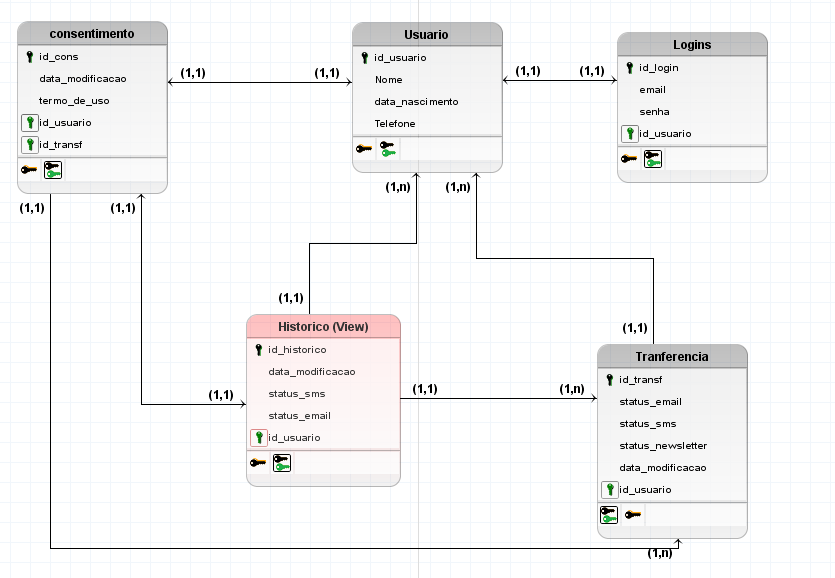 consentimento
id_cons
data_modificacao
termo_de_uso
id_usuario
id_transf
Usuario
id_usuario
Nome
data_nascimento
Telefone
Logins
id_login
email
senha
id_usuario
(1,1)
(1,1)
(1,1)
(1,1)
(1,1)
(1,1)
(1,n)
(1,n)
(1,1)
(1,1)
Historico (View)
id_historico
data_modificacao
status_sms
status_email
id_usuario
(1,1)
(1,1)
(1,n)
Tranferencia
id_transf
status_email
status_sms
status_newsletter
data_modificacao
id_usuario
(1,n)